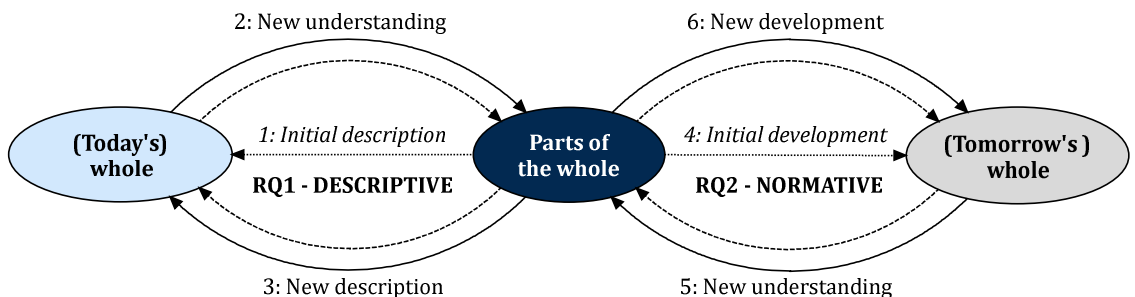 2: New understanding
6: New development
(Today's)
whole
1: Initial description
Parts of
the whole
4: Initial development
(Tomorrow's )
whole
RQ1 - DESCRIPTIVE
RQ2 - NORMATIVE
3: New description
5: New understanding